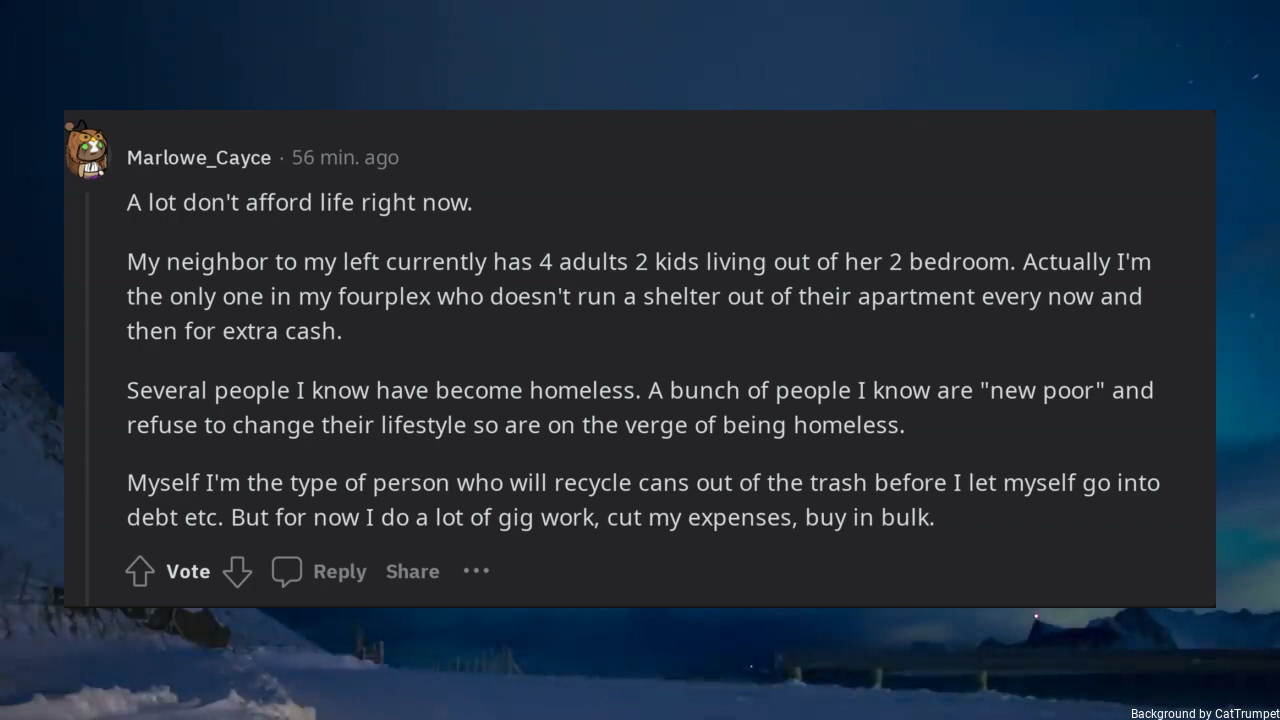 Marlowe_Cayce · 56 min. ago
A lot don't afford life right now.
My neighbor to my left currently has 4 adults 2 kids living out of her 2 bedroom. Actually I'm
the only one in my fourplex who doesn't run a shelter out of their apartment every now and
then for extra cash.
Several people I know have become homeless. A bunch of people I know are "new poor" and
refuse to change their lifestyle so are on the verge of being homeless.
Myself I'm the type of person who will recycle cans out of the trash before I let myself go into
debt etc. But for now I do a lot of gig work, cut my expenses, buy in bulk.
Vote Reply Share ···
Background by CatTrumpet